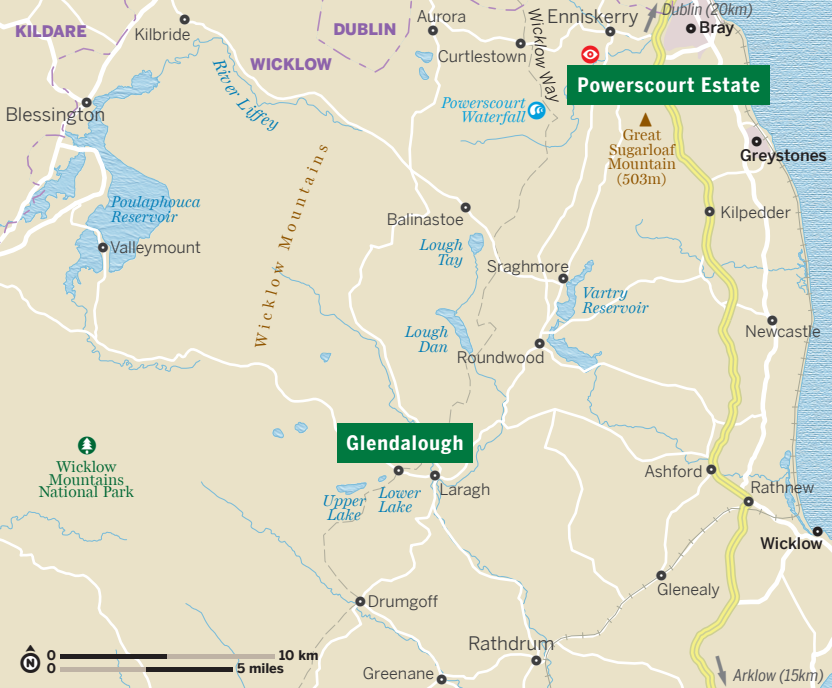 Dublin (20km)
Aurora
Enniskerry
KILDARE
Kilbride
DUBLIN
Bray
Curtlestown
WICKLOW
Wicklow Way
River Liffey
Powerscourt Estate
Blessington
Powerscourt
Waterfall
Great
Sugarloaf
Mountain
(503m)
Greystones
Wicklow Mountains
Poulaphouca
Reservoir
Balinastoe
Kilpedder
Valleymount
Lough
Tay
Sraghmore
Vartry
Reservoir
Newcastle
Lough
Dan
Roundwood
Glendalough
Wicklow
Mountains
National Park
Ashford
Laragh
Rathnew
Upper
Lake
Lower
Lake
Wicklow
Glenealy
Drumgoff
Rathdrum
N
0
10 km
0
5 miles
Greenane
Arklow (15km)